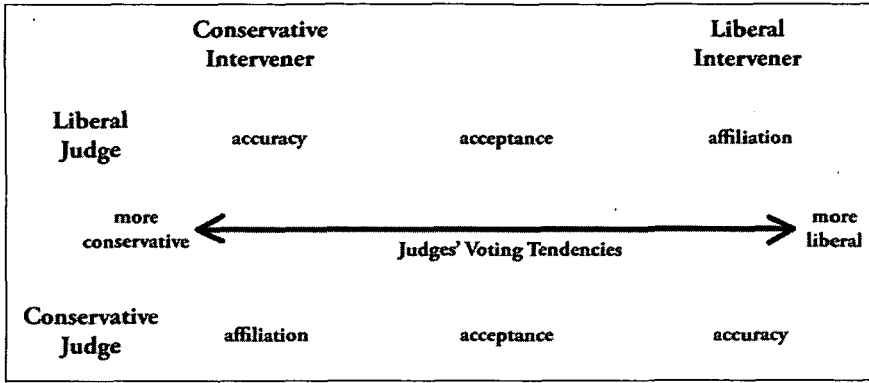 Conservative Intervener
Liberal Intervener
Liberal Judge
accuracy acceptance affiliation
more conservative
more liberal
Judges' Voting Tendencies
Conservative Judge
affiliation acceptance accuracy